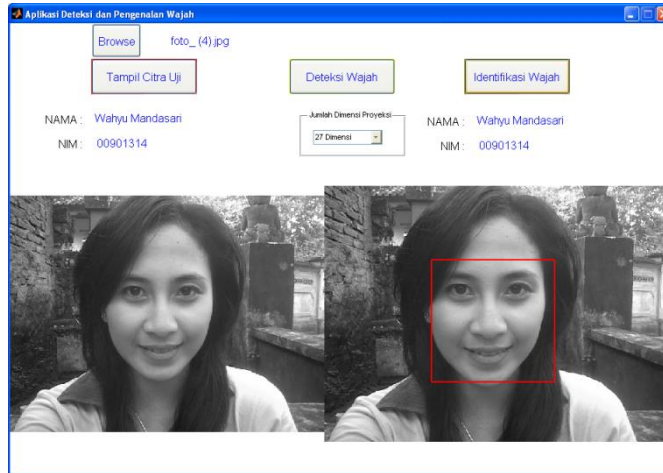 Aplikasi Deteksi dan Pengenalan Wajah
Browse foto_ (4).jpg
Tampil Citra Uji Deteksi Wajah Identifikasi Wajah
NAMA : Wahyu Mandasari
NIM : 00901314
Jumlah Dimensi Proyeksi
27 Dimensi
NAMA : Wahyu Mandasari
NIM : 00901314